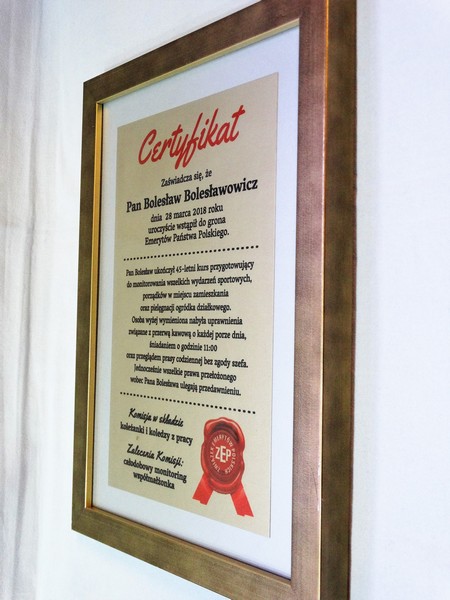 Certyfikat
Zaświadcza się, że
Pan Bolesław Bolesławowicz
dnia 28 marca 2018 roku
uroczyście wstąpił do grona
Emerytów Państwa Polskiego.
Pan Bolesław ukończył 45-letni kurs przygotowujący
do monitorowania wszelkich wydarzeń sportowych,
porządków w miejscu zamieszkania
oraz pielęgnacji ogródka działkowego.
Osoba wyżej wymieniona nabyła uprawnienia
związane z przerwą kawową o każdej porze dnia,
śniadaniem o godzinie 11:00
oraz przeglądem prasy codziennej bez zgody szefa.
Jednocześnie wszelkie prawa przełożonego
wobec Pana Bolesława ulegają przedawnieniu.
Komisja w składzie
koleżanki i koledzy z pracy
Zalecenia Komisji:
całodobowy monitoring
współmałżonka
ZEP